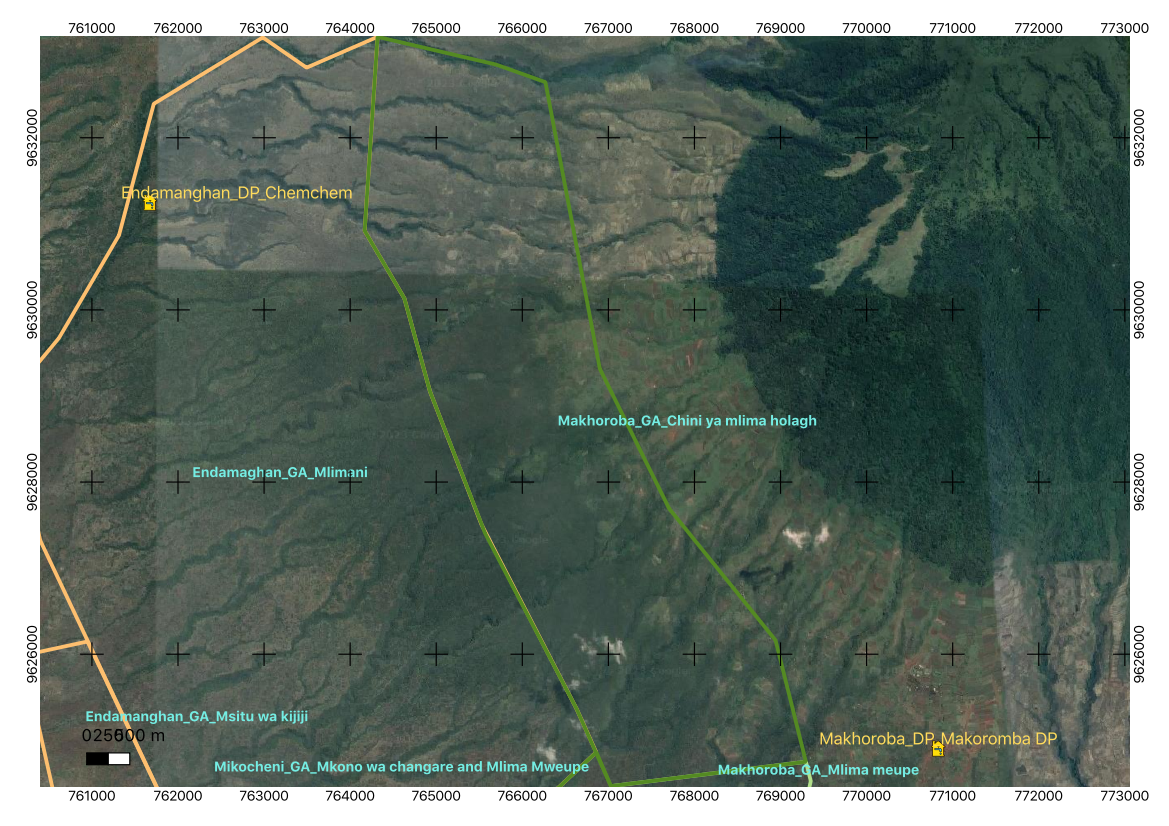 761000 762000 763000 764000 765000 766000 767000 768000 769000 770000 771000 772000 773000
9632000 9632000
Endamanghan_DP_Chemchem
9630000 9630000
Makhoroba_GA_Chini ya mlima holagh
Endamaghan_GA_Mlimani
9628000 9628000
9626000 9626000
Endamanghan_GA_Msitu wa kijiji
Makhoroba_DP_Makoromba DP
Mikocheni_GA_Mkono wa changare and Mlima Mweupe
Makhoroba_GA_Mlima meupe
761000 762000 763000 764000 765000 766000 767000 768000 769000 770000 771000 772000 773000